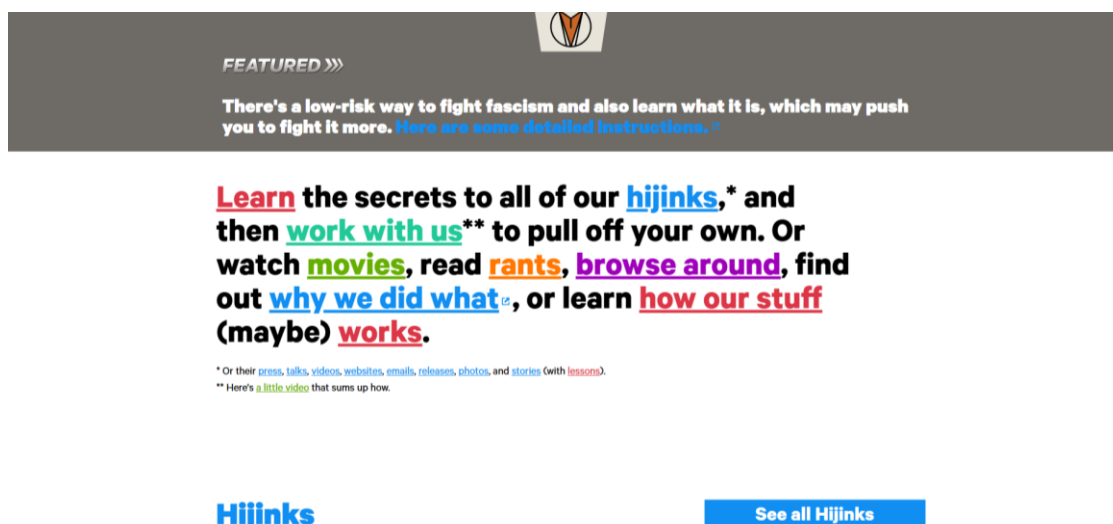 FEATURED »»
There's a low-risk way to fight fascism and also learn what it is, which may push
you to fight it more. Here are some detailed instructions.
Learn the secrets to all of our hijinks,* and
then work with us** to pull off your own. Or
watch movies, read rants, browse around, find
out why we did what, or learn how our stuff
(maybe) works.
* Or their press, talks, videos, websites, emails, releases, photos, and stories (with lessons).
** Here's a little video that sums up how.
Hijinks
See all Hijinks